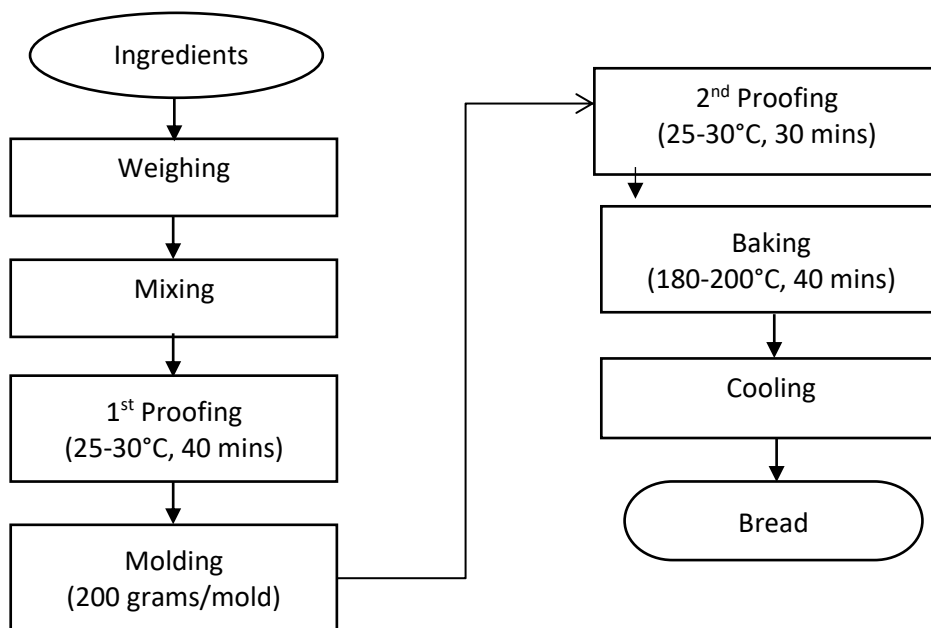 Ingredients
Weighing
Mixing
1st Proofing
(25-30°C, 40 mins)
Molding
(200 grams/mold)
2nd Proofing
(25-30°C, 30 mins)
Baking
(180-200°C, 40 mins)
Cooling
Bread